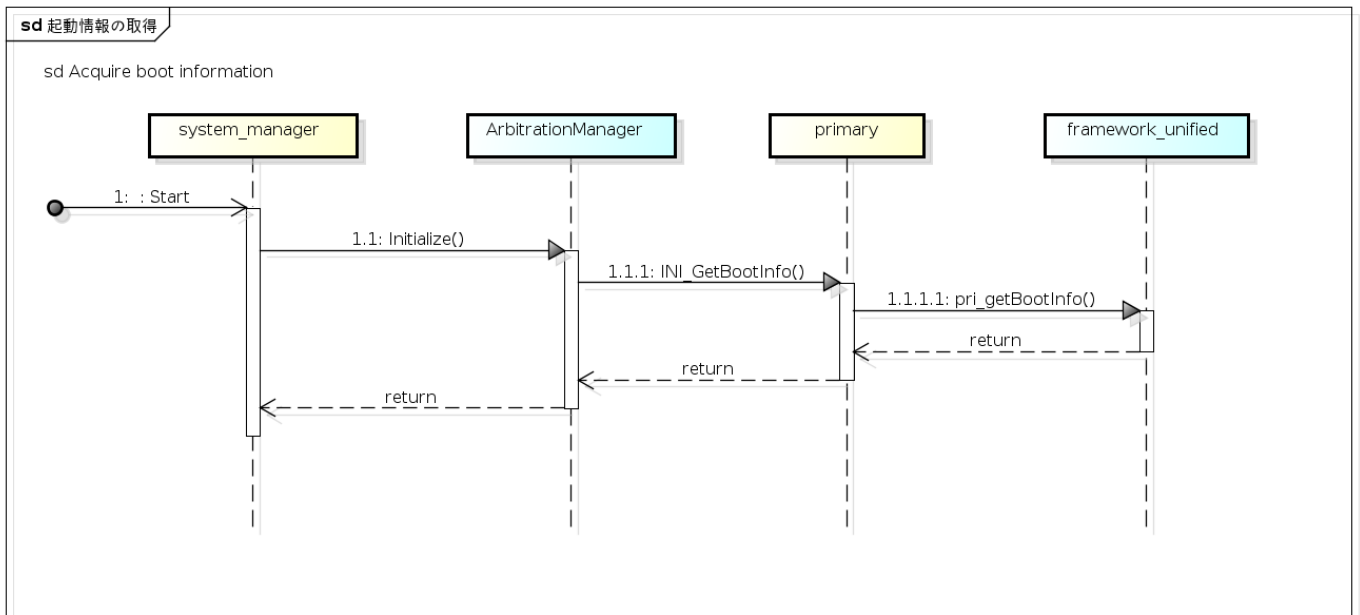 sd 起動情報の取得
sd Acquire boot information
system_manager
ArbitrationManager
primary
framework_unified
1: : Start
1.1: Initialize()
1.1.1: INI_GetBootInfo()
1.1.1.1: pri_getBootInfo()
return
return
return